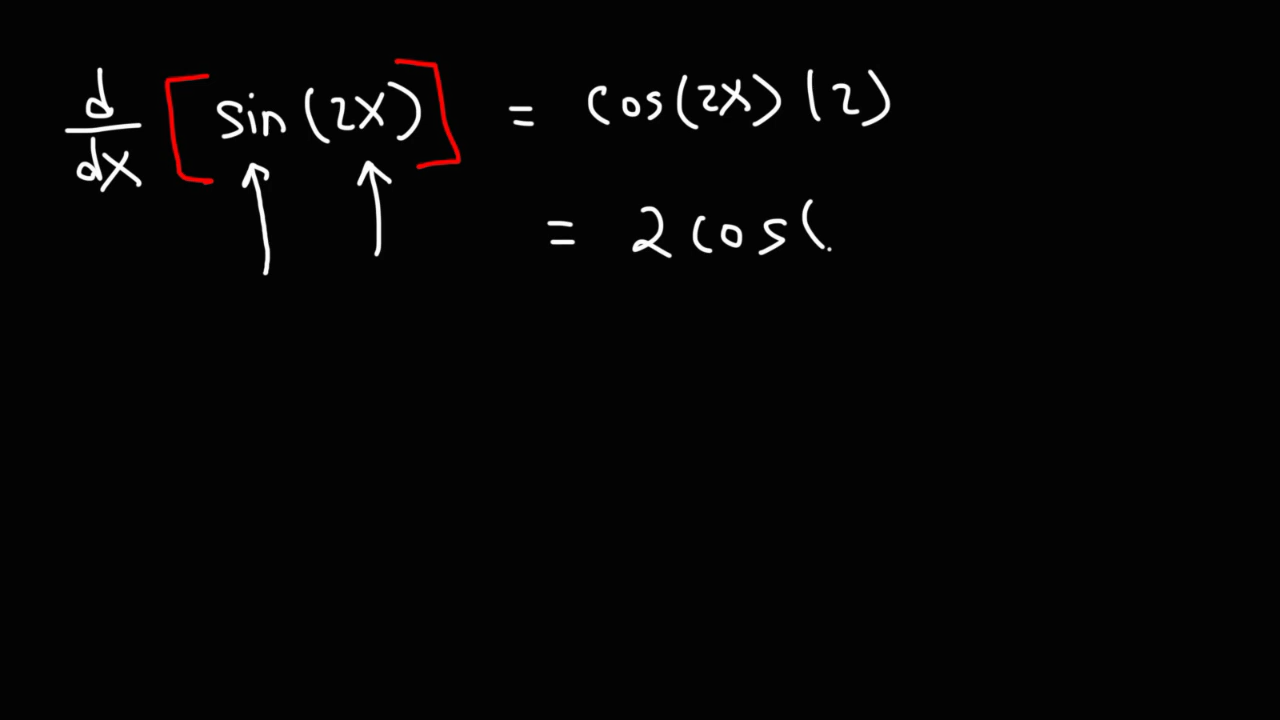 d/dx [sin(2x)] = cos(2x)(2)
= 2cos(